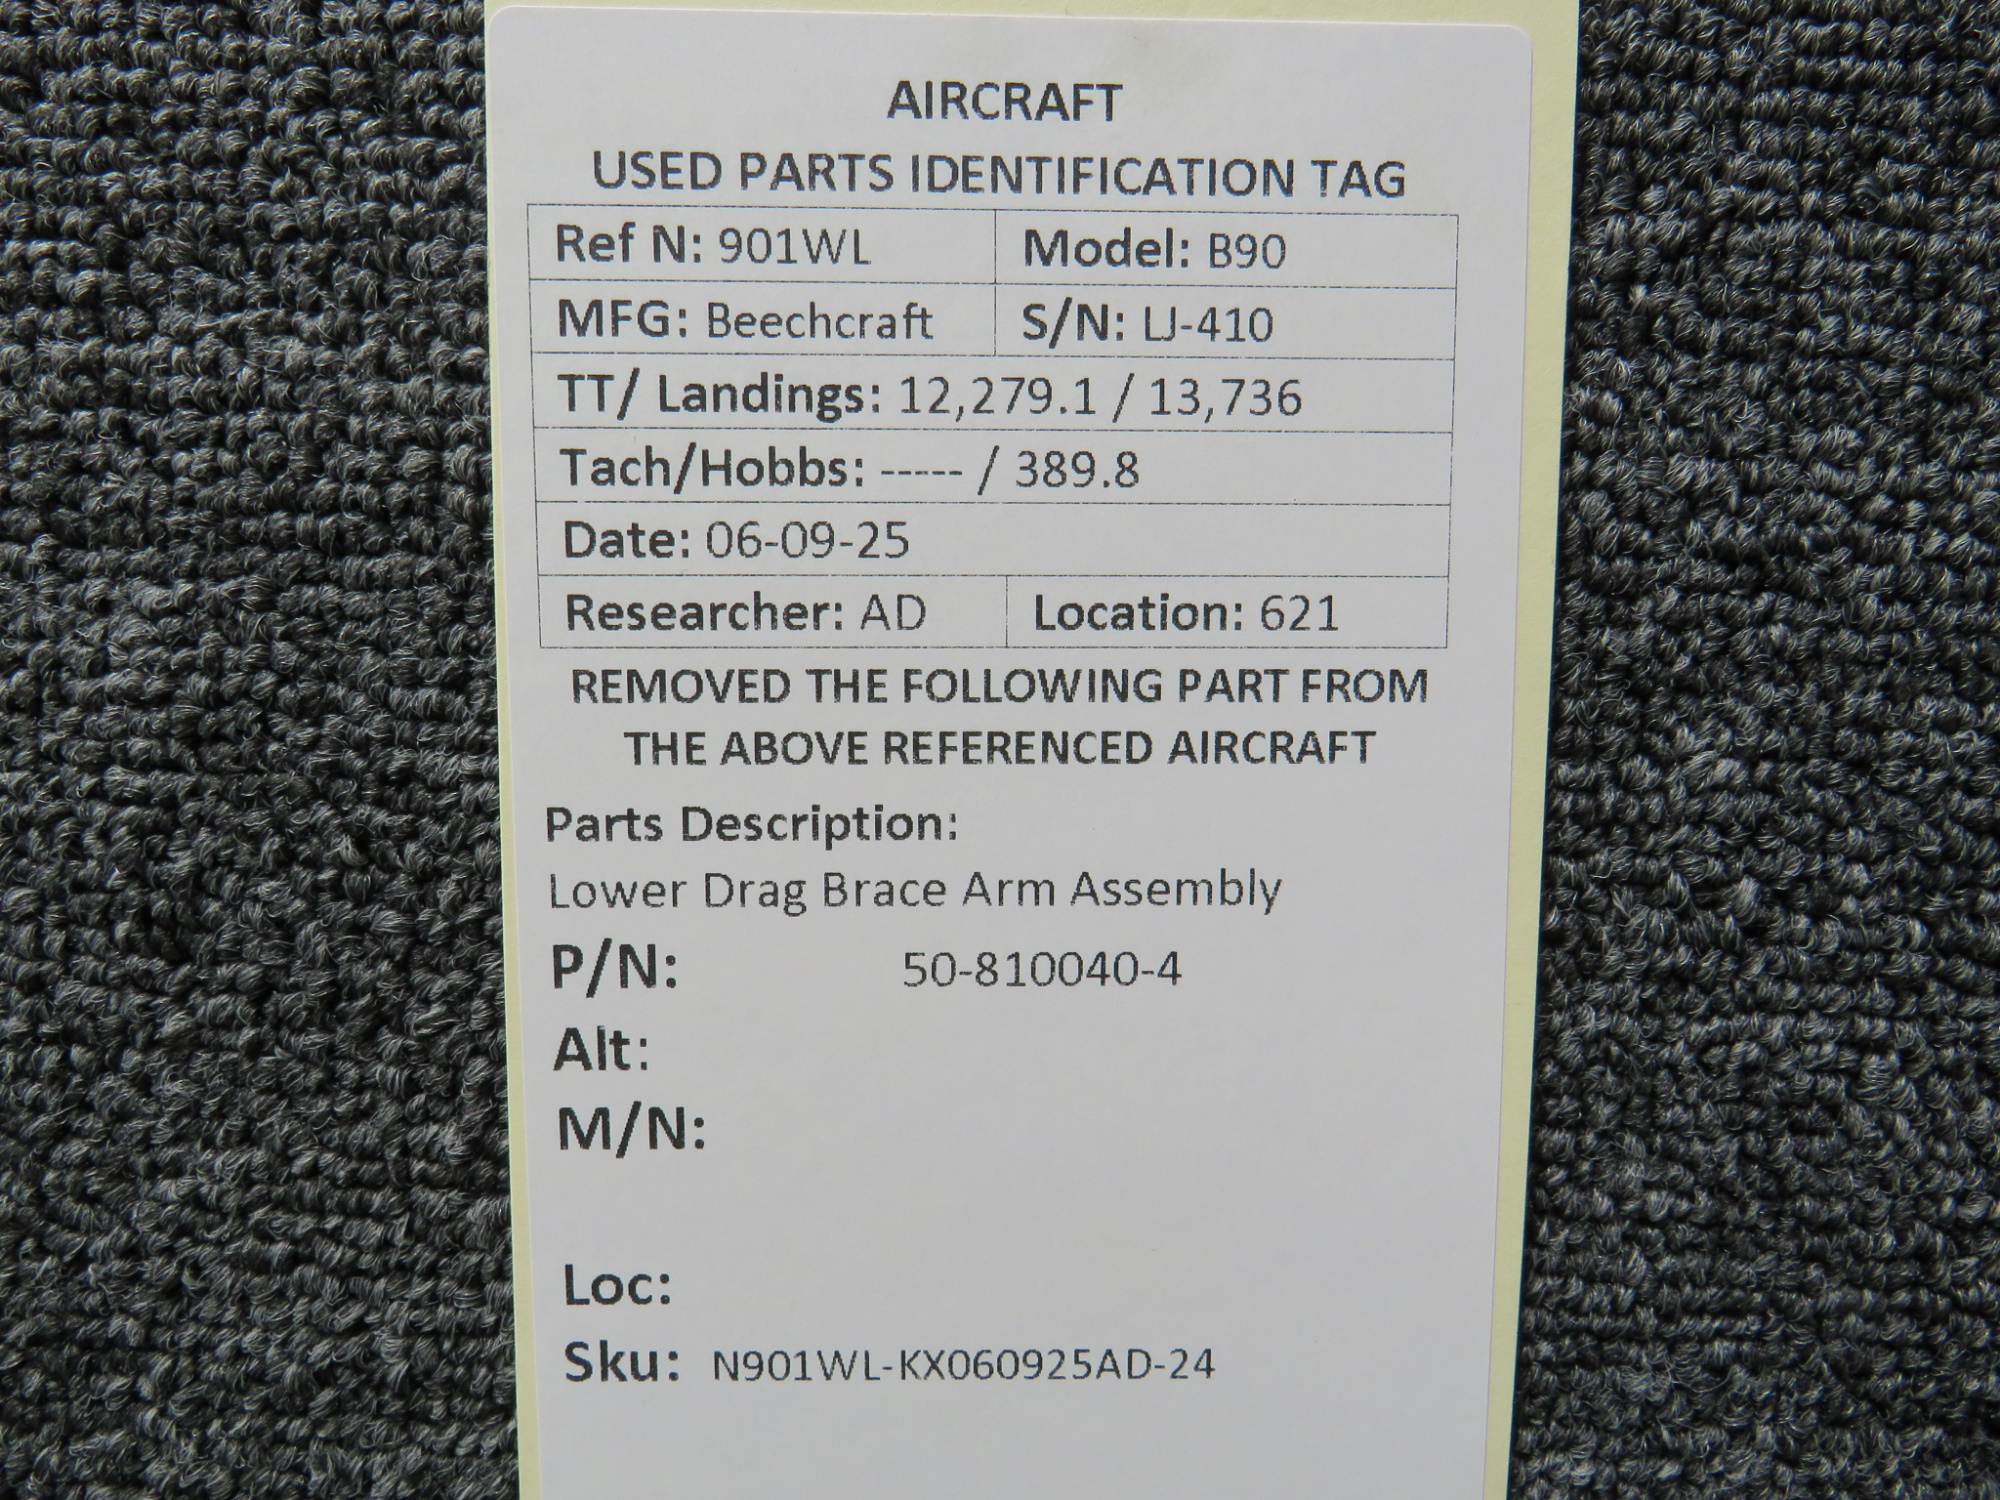 AIRCRAFT
USED PARTS IDENTIFICATION TAG
Ref N: 901WL Model: B90
MFG: Beechcraft S/N: LJ-410
TT/ Landings: 12,279.1 / 13,736
Tach/Hobbs: ----- / 389.8
Date: 06-09-25
Researcher: AD Location: 621
REMOVED THE FOLLOWING PART FROM
THE ABOVE REFERENCED AIRCRAFT
Parts Description:
Lower Drag Brace Arm Assembly
P/N: 50-810040-4
Alt:
M/N:
Loc:
Sku: N901WL-KX060925AD-24